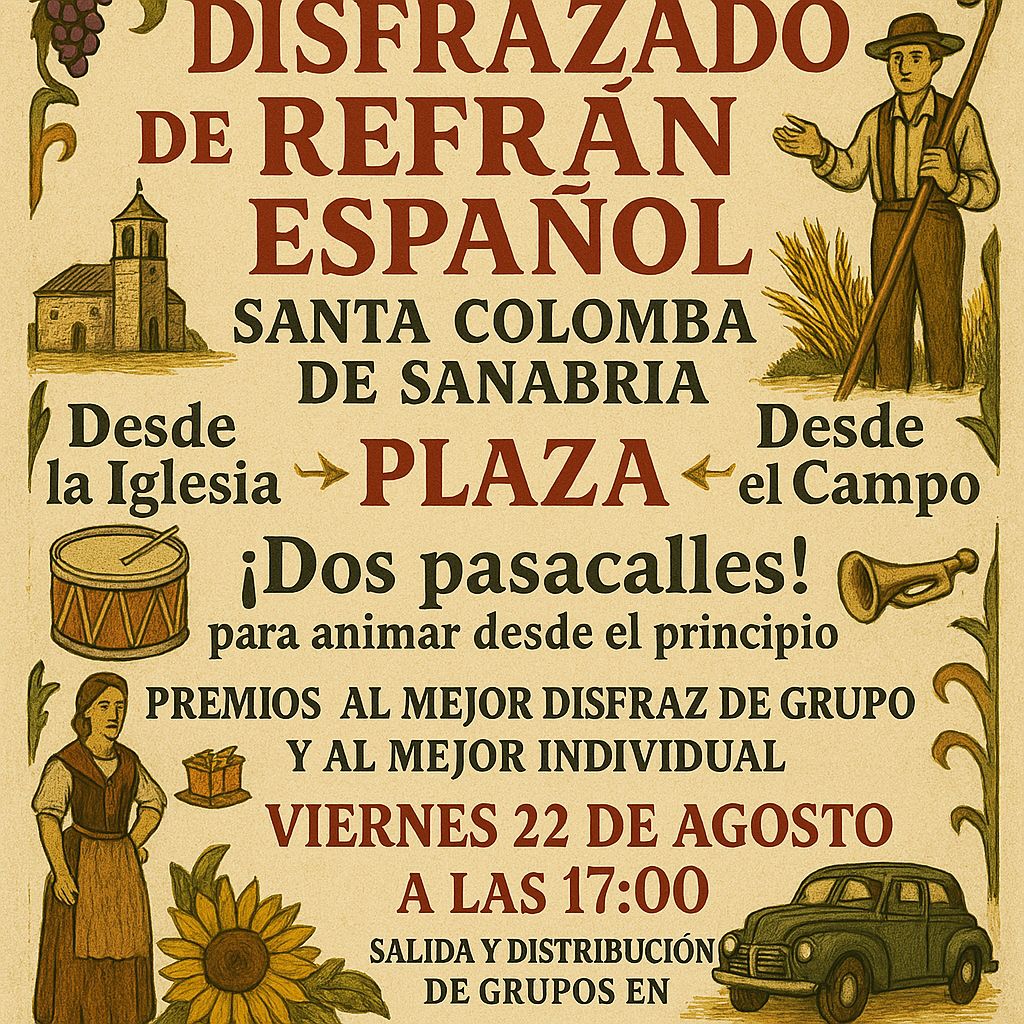 DISFRAZADO
DE REFRÁN
ESPAÑOL
SANTA COLOMBA
DE SANABRIA
Desde
la Iglesia
PLAZA
Desde
el Campo
¡Dos pasacalles!
para animar desde el principio
PREMIOS AL MEJOR DISFRAZ DE GRUPO
Y AL MEJOR INDIVIDUAL
VIERNES 22 DE AGOSTO
A LAS 17:00
SALIDA Y DISTRIBUCIÓN
DE GRUPOS EN